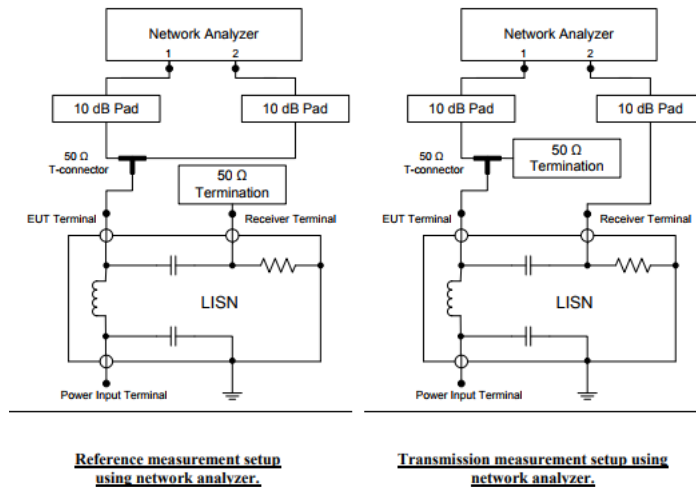 Network Analyzer
1 2
10 dB Pad
10 dB Pad
50 Ω
T-connector
50 Ω
Termination
EUT Terminal
Receiver Terminal
LISN
Power Input Terminal
Reference measurement setup
using network analyzer.
Network Analyzer
1 2
10 dB Pad
10 dB Pad
50 Ω
T-connector
50 Ω
Termination
EUT Terminal
Receiver Terminal
LISN
Power Input Terminal
Transmission measurement setup using
network analyzer.